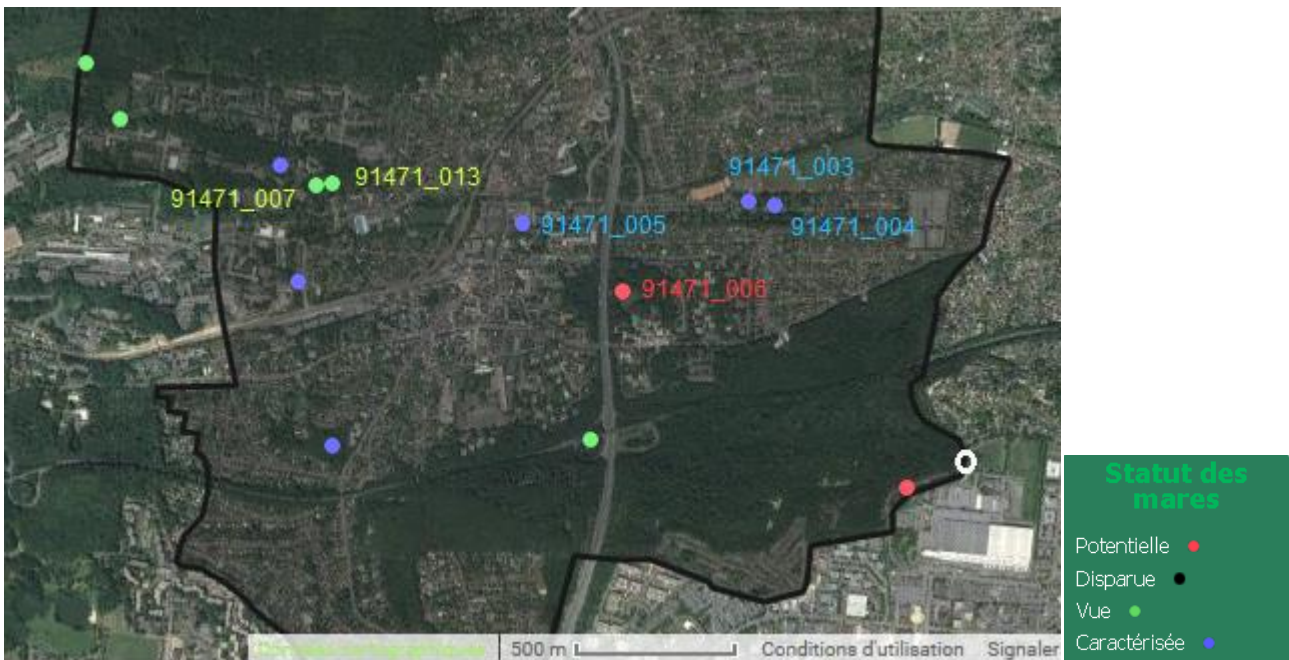 91471_003
91471_013
91471_007
91471_005
91471_004
91471_006
Statut des
mares
Potentielle
Disparue
Vue
Caractérisée
500 m
Conditions d'utilisation
Signaler